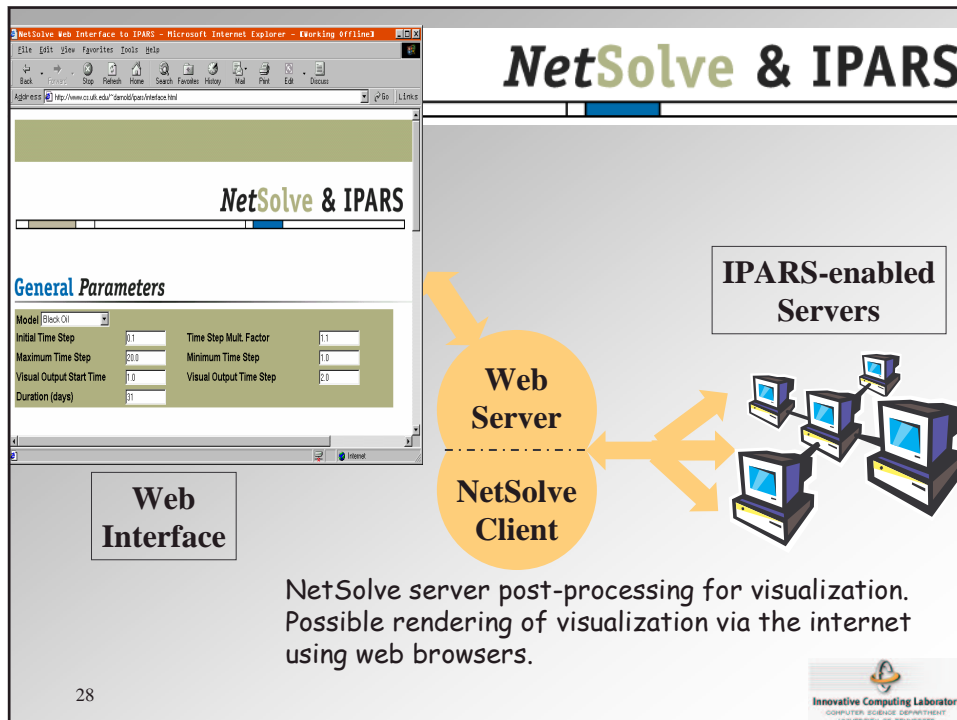 NetSolve Web Interface to IPARS - Microsoft Internet Explorer - [Working Offline]
File Edit View Favorites Tools Help
Back Forward Stop Refresh Home Search Favorites History Mail Print Edit Discuss
Address http://www.cs.utk.edu/~darnold/ipars/interface.html Go Links
NetSolve & IPARS
NetSolve & IPARS
General Parameters
Model Black Oil
Initial Time Step 0.1 Time Step Mult. Factor 1.1
Maximum Time Step 20.0 Minimum Time Step 1.0
Visual Output Start Time 1.0 Visual Output Time Step 2.0
Duration (days) 31
Internet
Web
Interface
Web
Server
NetSolve
Client
IPARS-enabled
Servers
NetSolve server post-processing for visualization.
Possible rendering of visualization via the internet
using web browsers.
28
Innovative Computing Laborator
COMPUTER SCIENCE DEPARTMENT